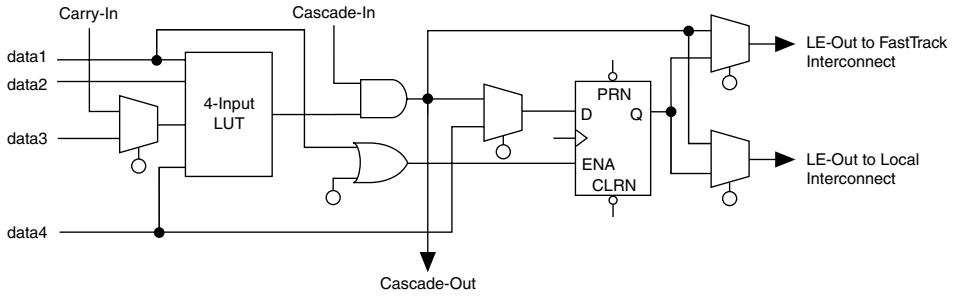 Carry-In
Cascade-In
data1
data2
data3
data4
4-Input
LUT
PRN
D
Q
ENA
CLRN
LE-Out to FastTrack
Interconnect
LE-Out to Local
Interconnect
Cascade-Out